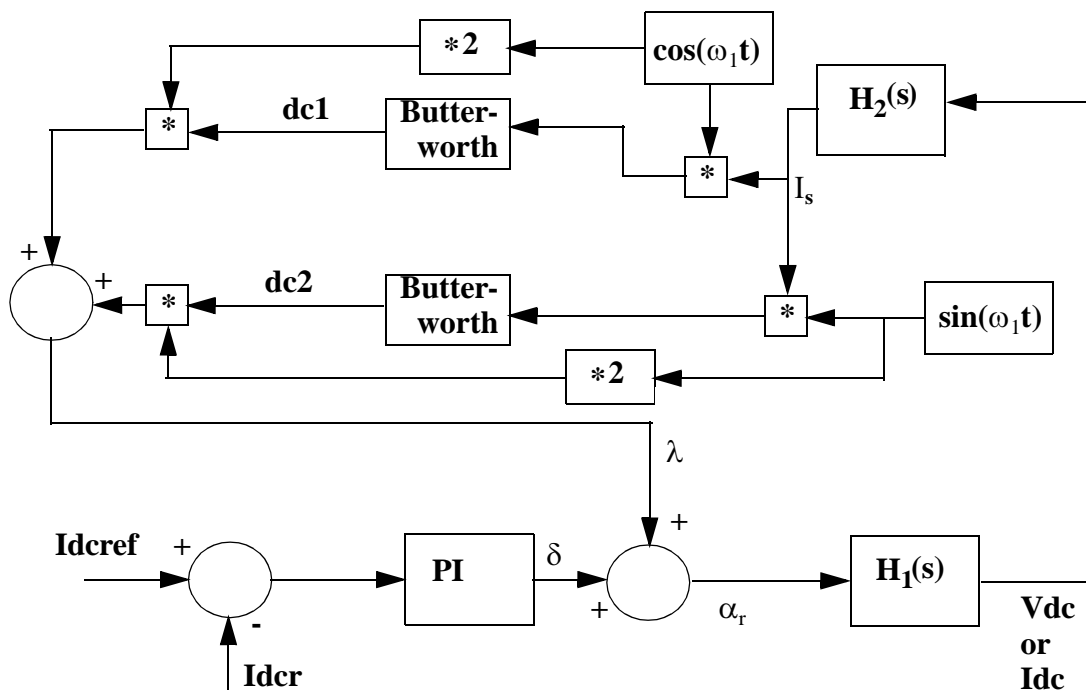 *2
cos(ω₁t)
H₂(s)
*
dc1
Butter-
worth
*
Iₛ
+
+
*
dc2
Butter-
worth
*
sin(ω₁t)
*2
λ
+
Idcref
+
PI
δ
+
H₁(s)
αᵣ
-
Idcr
Vdc
or
Idc